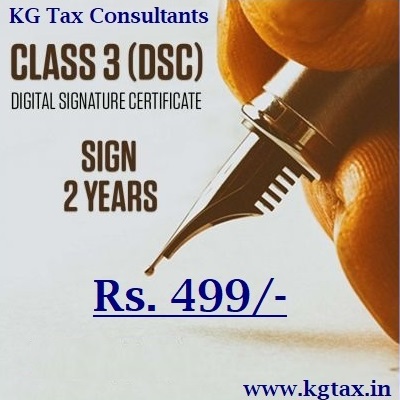 KG Tax Consultants
CLASS 3 (DSC)
DIGITAL SIGNATURE CERTIFICATE
SIGN
2 YEARS
Rs. 499/-
www.kgtax.in